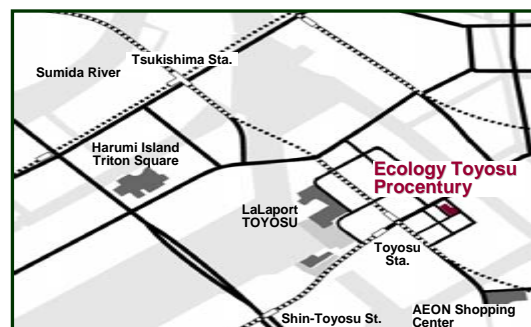 Tsukishima Sta.
Sumida River
Harumi Island
Triton Square
Ecology Toyosu
Procentury
LaLaport
TOYOSU
Toyosu
Sta.
Shin-Toyosu St.
AEON Shopping
Center